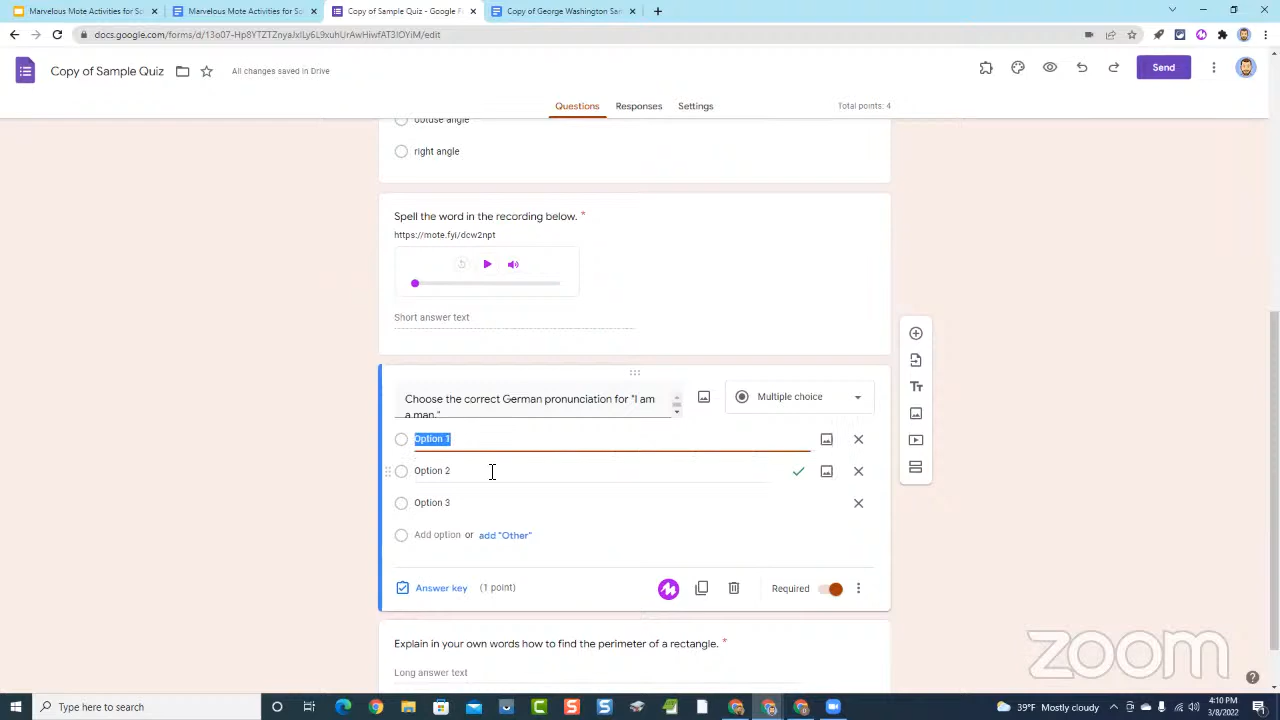 Marvelous Mote Activities for Sc
Marvelous Mote Activities for Sc
Copy of Sample Quiz - Google F
Copy of George Washington San
docs.google.com/forms/d/13o07-Hp8YTZTZnyaJxILy6L9xuhUrAwHiwfAT3IOYiM/edit
Copy of Sample Quiz
All changes saved in Drive
Send
Questions
Responses
Settings
Total points: 4
obtuse angle
right angle
Spell the word in the recording below. *
https://mote.fyi/dcw2npt
Short answer text
Choose the correct German pronunciation for "I am
a man."
Multiple choice
Option 1
Option 2
Option 3
Add option or add "Other"
Answer key
(1 point)
Required
Explain in your own words how to find the perimeter of a rectangle. *
Long answer text
zoom
Type here to search
39°F Mostly cloudy
4:10 PM
3/8/2022